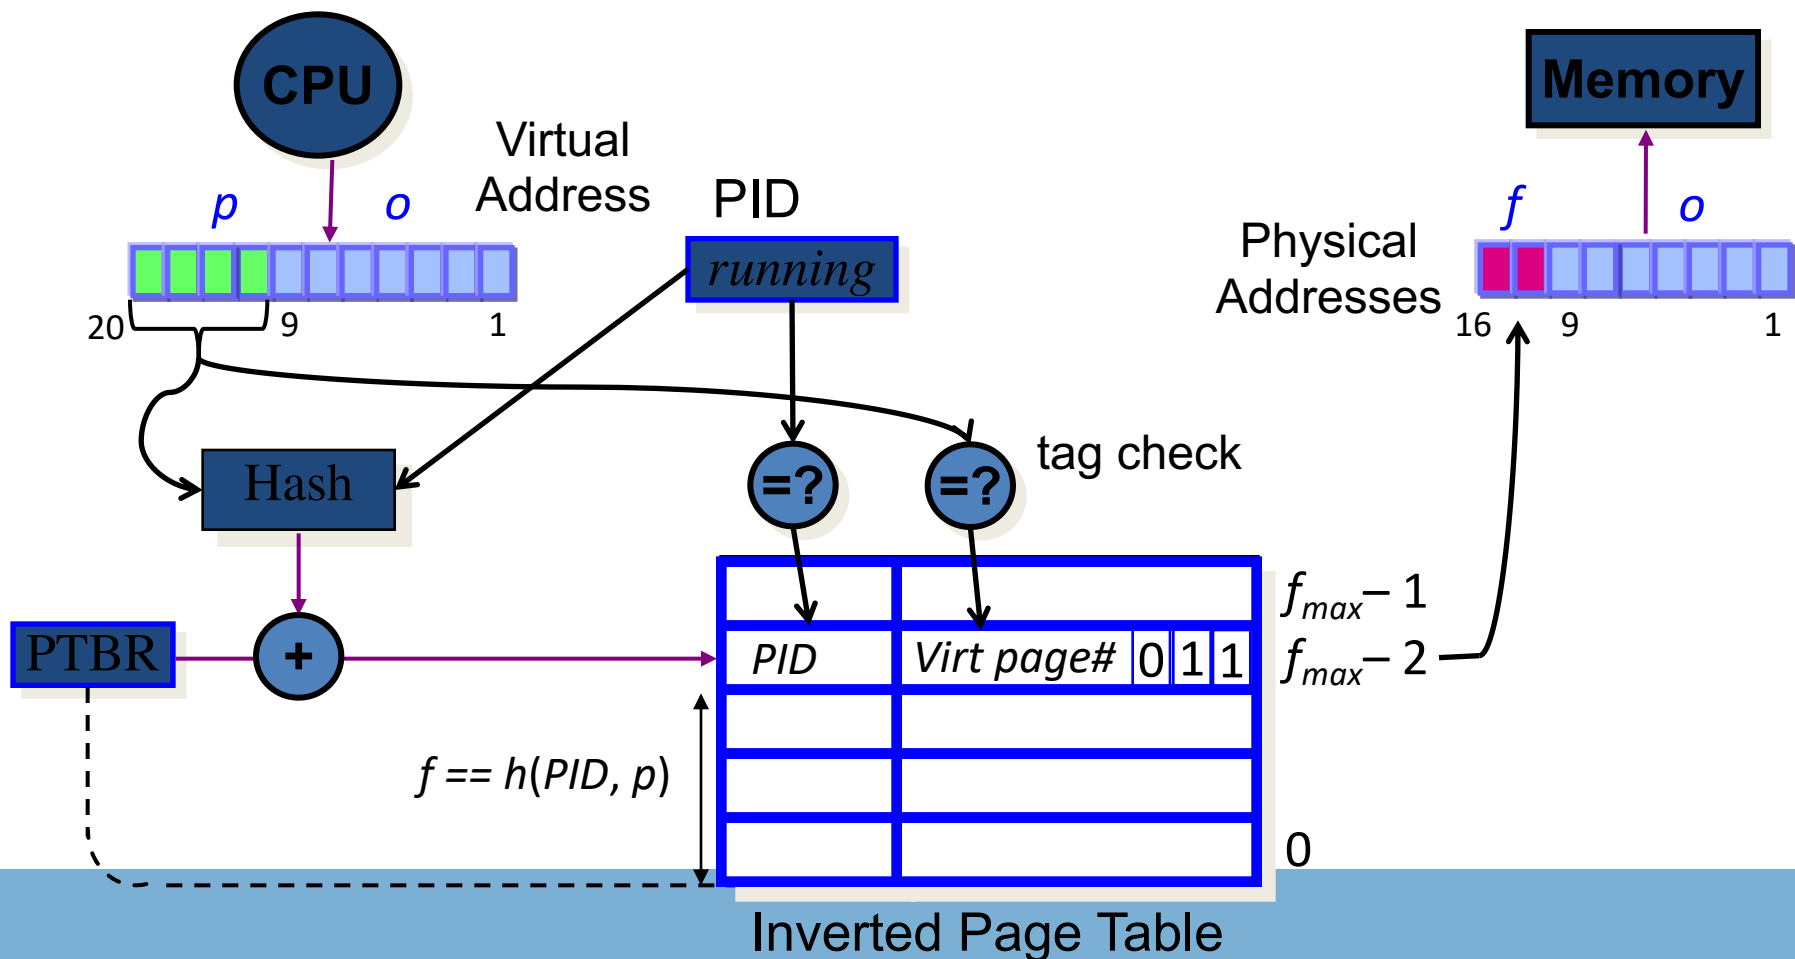 CPU
Memory
Virtual
Address
PID
p
o
f
o
Physical
Addresses
running
20
9
1
16
9
1
tag check
Hash
=?
=?
f_max – 1
PTBR
+
PID
Virt page#
0
1
1
f_max – 2
f == h(PID, p)
0
Inverted Page Table